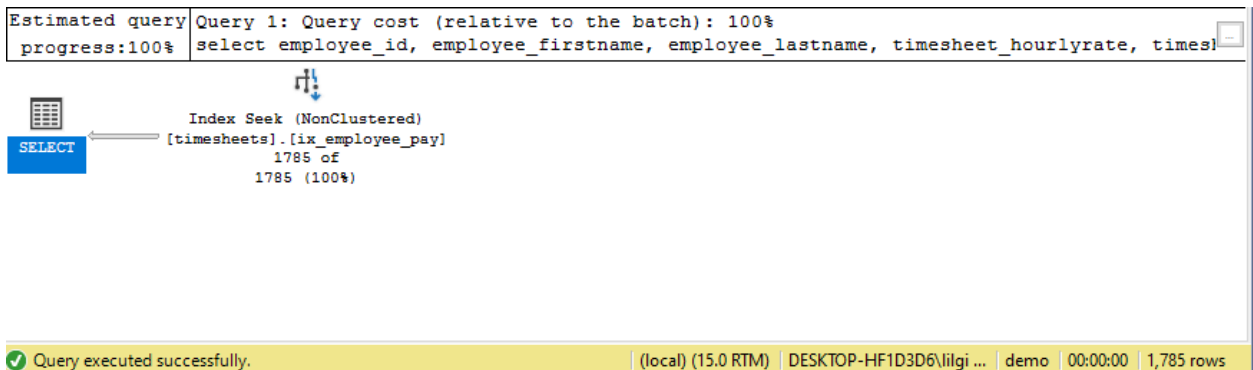 Estimated query progress:100%
Query 1: Query cost (relative to the batch): 100%
select employee_id, employee_firstname, employee_lastname, timesheet_hourlyrate, times
SELECT
Index Seek (NonClustered)
[timesheets].[ix_employee_pay]
1785 of
1785 (100%)
Query executed successfully.
(local) (15.0 RTM)
DESKTOP-HF1D3D6\lilgi ...
demo
00:00:00
1,785 rows